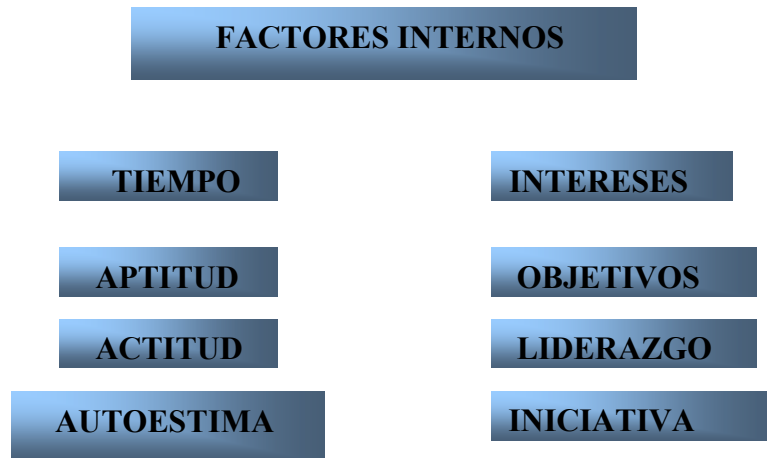 FACTORES INTERNOS
TIEMPO
INTERESES
APTITUD
OBJETIVOS
ACTITUD
LIDERAZGO
AUTOESTIMA
INICIATIVA